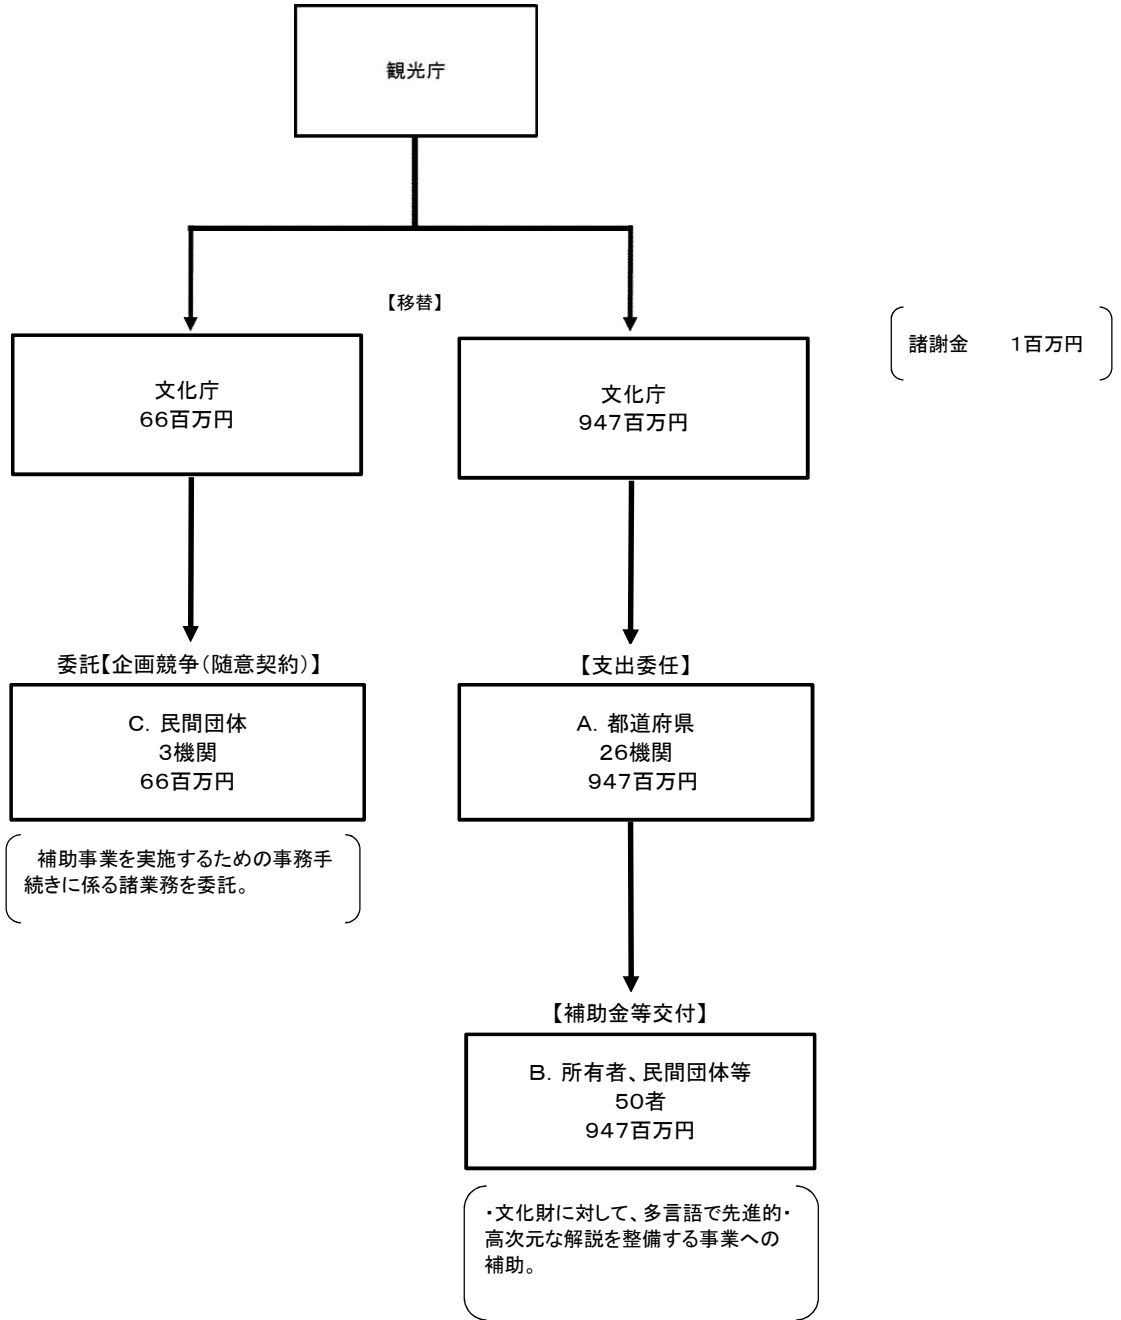 観光庁
【移替】
諸謝金　　1百万円
文化庁
66百万円
文化庁
947百万円
委託【企画競争（随意契約）】
C．民間団体
3機関
66百万円
補助事業を実施するための事務手
続きに係る諸業務を委託。
【支出委任】
A．都道府県
26機関
947百万円
【補助金等交付】
B．所有者、民間団体等
50者
947百万円
・文化財に対して、多言語で先進的・
高次元な解説を整備する事業への
補助。